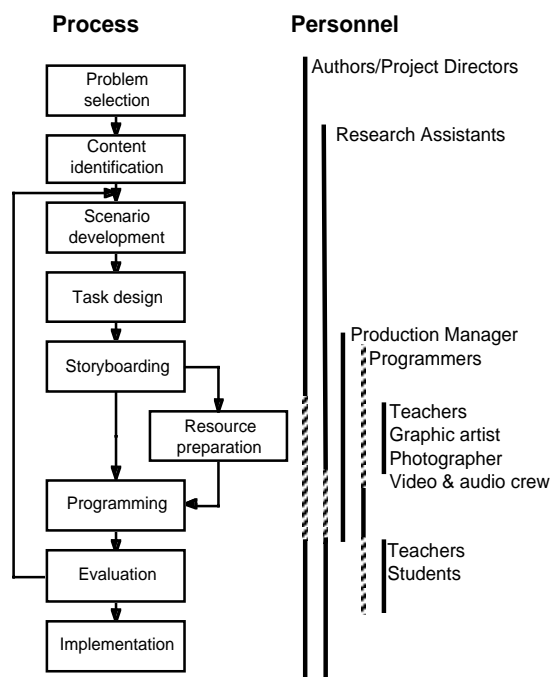 Process
Personnel
Problem
selection
Authors/Project Directors
Content
identification
Research Assistants
Scenario
development
Task design
Storyboarding
Production Manager
Programmers
Resource
preparation
Teachers
Graphic artist
Photographer
Video & audio crew
Programming
Evaluation
Teachers
Students
Implementation